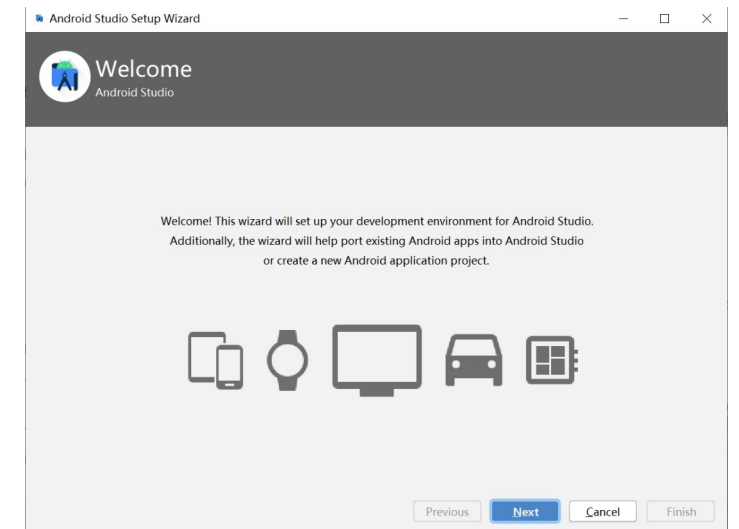 Android Studio Setup Wizard
Welcome
Android Studio
Welcome! This wizard will set up your development environment for Android Studio.
Additionally, the wizard will help port existing Android apps into Android Studio
or create a new Android application project.
Previous Next Cancel Finish